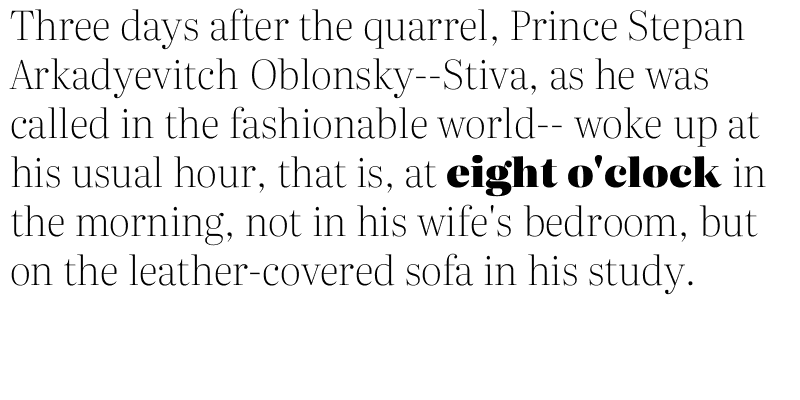 Three days after the quarrel, Prince Stepan
Arkadyevitch Oblonsky--Stiva, as he was
called in the fashionable world-- woke up at
his usual hour, that is, at eight o'clock in
the morning, not in his wife's bedroom, but
on the leather-covered sofa in his study.